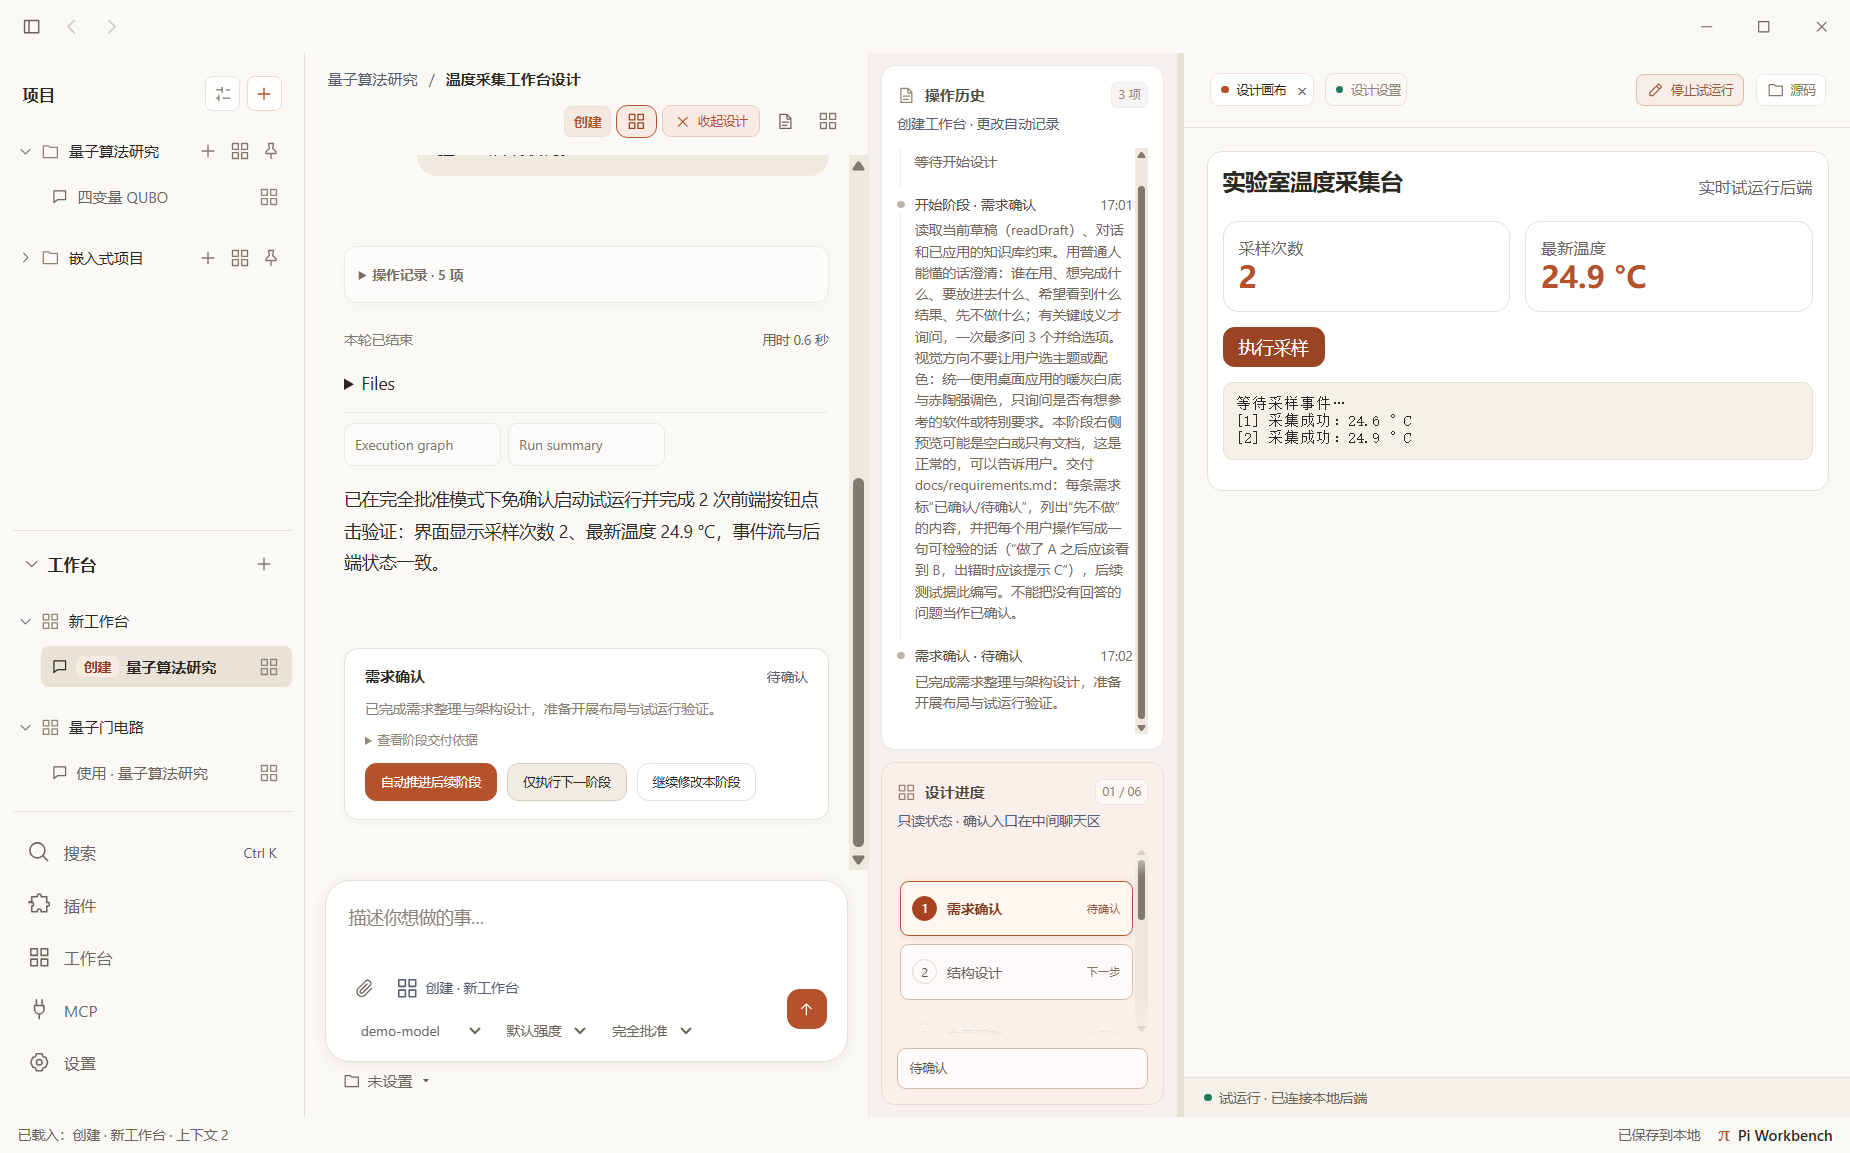 项目
量子算法研究
四变量 QUBO
嵌入式项目
工作台
新工作台
创建 量子算法研究
量子门电路
使用 · 量子算法研究
搜索 Ctrl K
插件
工作台
MCP
设置
量子算法研究 / 温度采集工作台设计
创建
收起设计
操作记录 · 5 项
本轮已结束 用时 0.6 秒
Files
Execution graph
Run summary
已在完全批准模式下免确认启动试运行并完成 2 次前端按钮点
击验证：界面显示采样次数 2、最新温度 24.9 °C，事件流与后
端状态一致。
需求确认 待确认
已完成需求整理与架构设计，准备开展布局与试运行验证。
查看阶段交付依据
自动推进后续阶段
仅执行下一阶段
继续修改本阶段
描述你想做的事...
创建 · 新工作台
demo-model 默认强度 完全批准
未设置
操作历史 3 项
创建工作台 · 更改自动记录
等待开始设计
开始阶段 · 需求确认 17:01
读取当前草稿（readDraft）、对话
和已应用的知识库约束。用普通人
能懂的话澄清：谁在用、想完成什
么、要放进去什么、希望看到什么
结果、先不做什么；有关键歧义才
询问，一次最多问 3 个并给选项。
视觉方向不要让用户选主题或配
色：统一使用桌面应用的暖灰白底
与赤陶强调色，只询问是否有想参
考的软件或特别要求。本阶段右侧
预览可能是空白或只有文档，这是
正常的，可以告诉用户。交付
docs/requirements.md：每条需求
标“已确认/待确认”，列出“先不做”
的内容，并把每个用户操作写成一
句可检验的话（“做了 A 之后应该看
到 B，出错时应该提示 C”），后续
测试据此编写。不能把没有回答的
问题当作已确认。
需求确认 · 待确认 17:02
已完成需求整理与架构设计，准备
开展布局与试运行验证。
设计进度 01 / 06
只读状态 · 确认入口在中间聊天区
1 需求确认 待确认
2 结构设计 下一步
待确认
设计画布 ×
设计设置
停止试运行
源码
实验室温度采集台
实时试运行后端
采样次数
2
最新温度
24.9 °C
执行采样
等待采样事件…
[1] 采集成功：24.6 °C
[2] 采集成功：24.9 °C
试运行 · 已连接本地后端
已载入：创建 · 新工作台 · 上下文 2
已保存到本地 π Pi Workbench